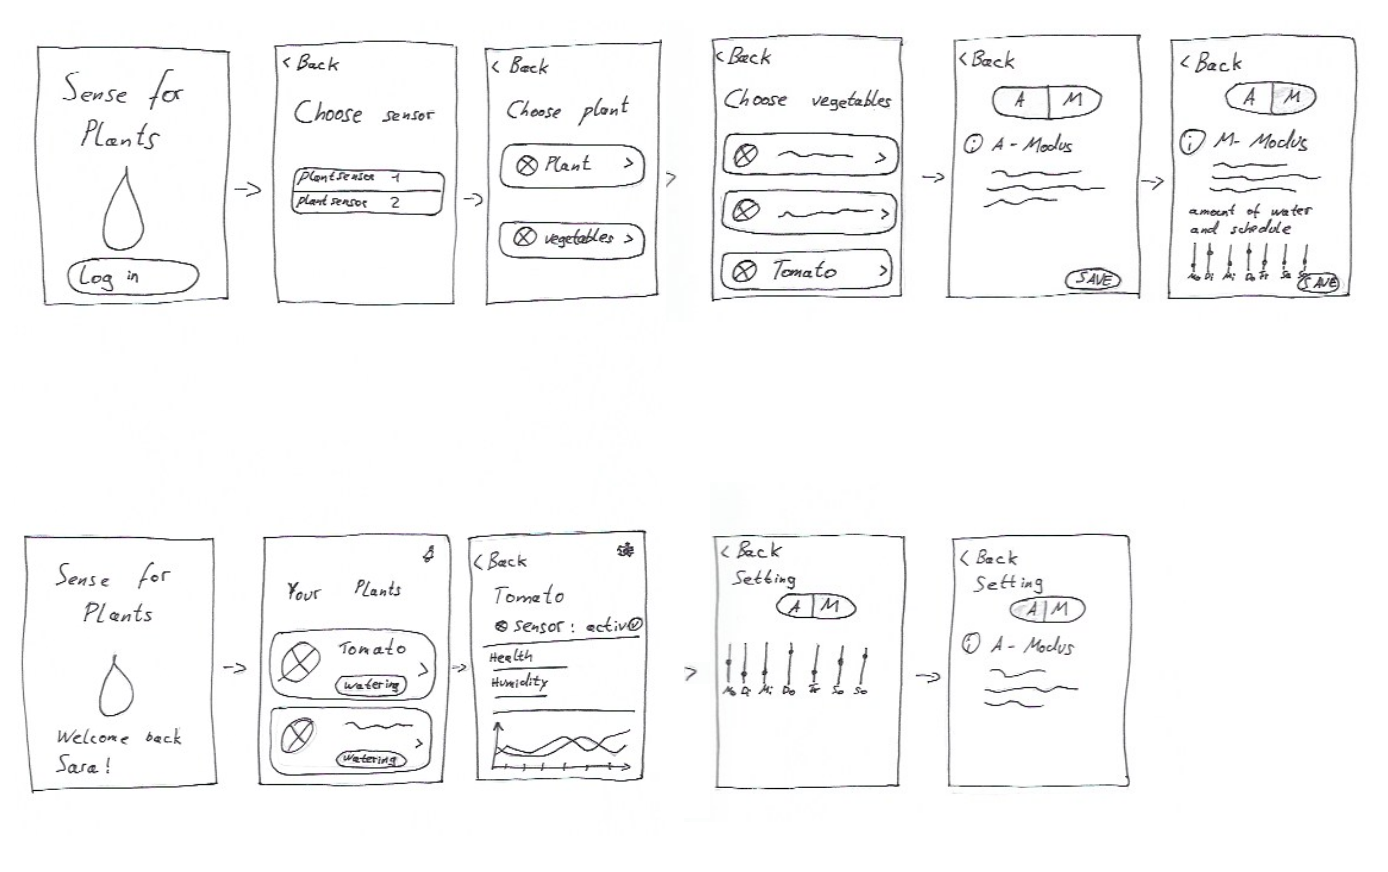 Sense for
Plants
Log in
< Back
Choose sensor
plantsensor 1
plantsensor 2
< Back
Choose plant
Plant >
vegetables >
< Back
Choose vegetables
>
>
Tomato >
< Back
A | M
i A - Modus
SAVE
< Back
A | M
i M - Modus
amount of water
and schedule
Mo Di Mi Do Fr Sa So
SAVE
Sense for
Plants
Welcome back
Sara!
Your Plants
Tomato
watering
>
watering
>
< Back
Tomato
sensor : activ
Health
Humidity
< Back
Setting
A | M
Mo Di Mi Do Fr Sa So
< Back
Setting
A | M
i A - Modus